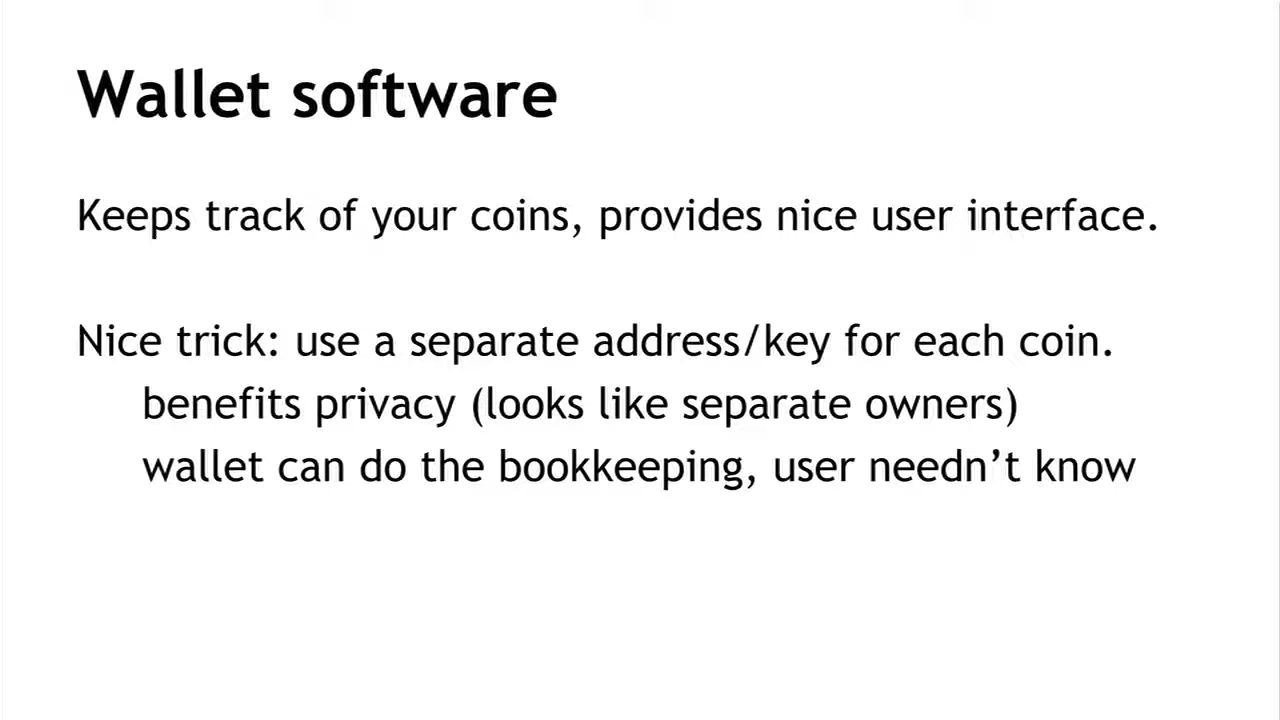 Wallet software
Keeps track of your coins, provides nice user interface.
Nice trick: use a separate address/key for each coin.
benefits privacy (looks like separate owners)
wallet can do the bookkeeping, user needn’t know